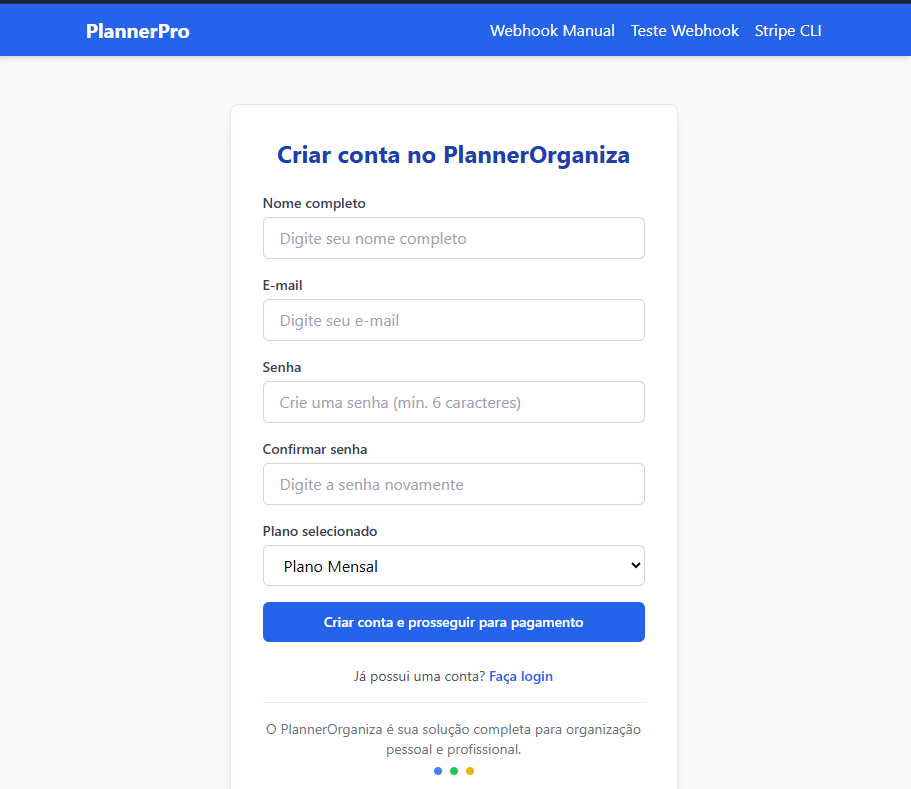 PlannerPro
Webhook Manual Teste Webhook Stripe CLI
Criar conta no PlannerOrganiza
Nome completo
Digite seu nome completo
E-mail
Digite seu e-mail
Senha
Crie uma senha (min. 6 caracteres)
Confirmar senha
Digite a senha novamente
Plano selecionado
Plano Mensal
Criar conta e prosseguir para pagamento
Já possui uma conta? Faça login
O PlannerOrganiza é sua solução completa para organização
pessoal e profissional.